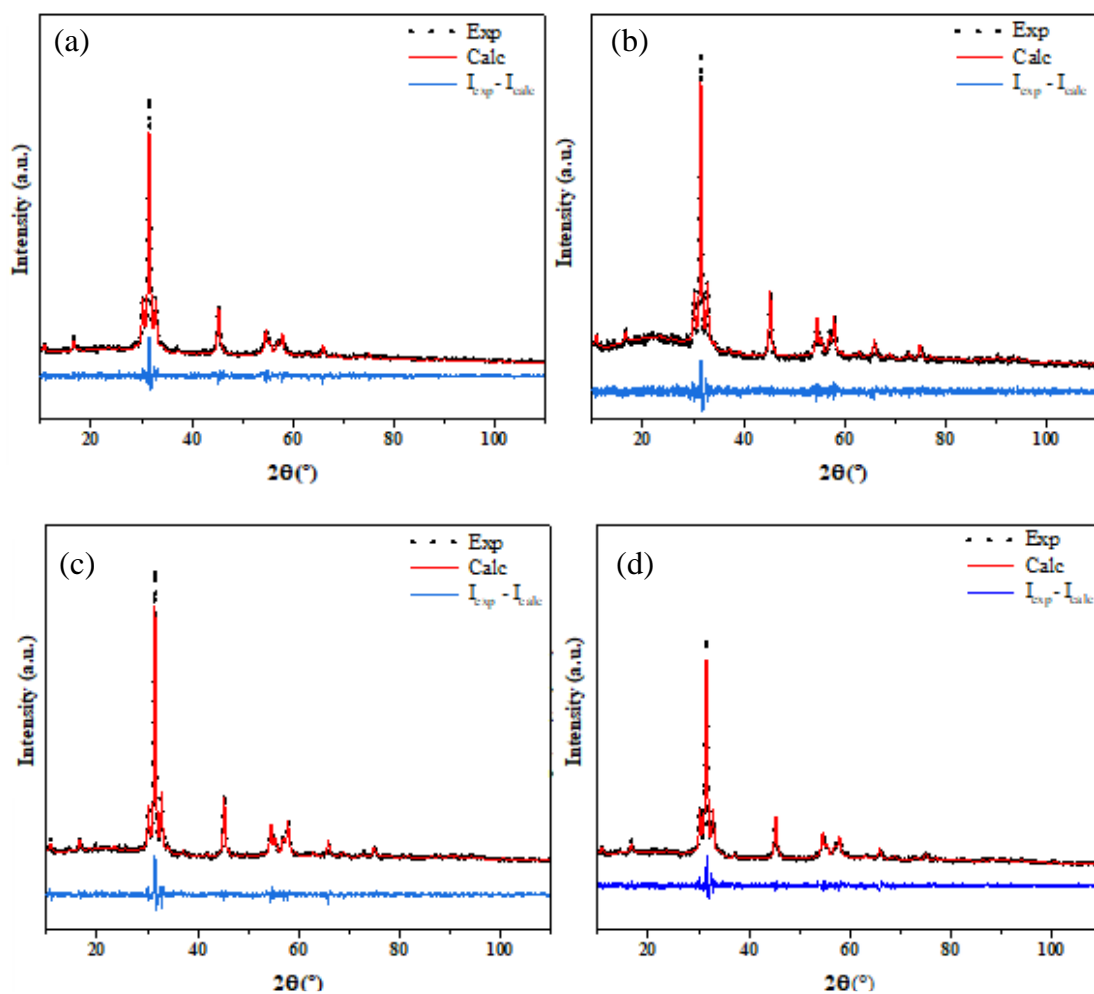 (a)
Exp
Calc
I_exp - I_calc
Intensity (a.u.)
20 40 60 80 100
2θ(°)
(b)
Exp
Calc
I_exp - I_calc
Intensity (a.u.)
20 40 60 80 100
2θ(°)
(c)
Exp
Calc
I_exp - I_calc
Intensity (a.u.)
20 40 60 80 100
2θ(°)
(d)
Exp
Calc
I_exp - I_calc
Intensity (a.u.)
20 40 60 80 100
2θ(°)